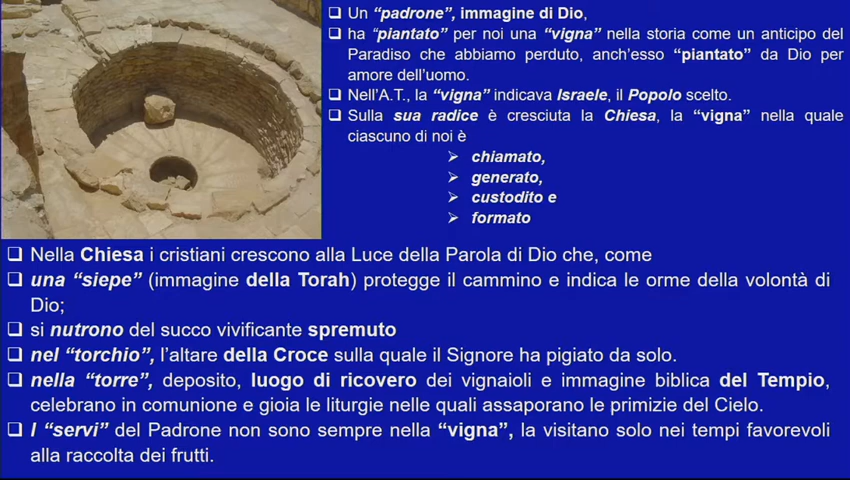 Un "padrone", immagine di Dio,
ha "piantato" per noi una "vigna" nella storia come un anticipo del
Paradiso che abbiamo perduto, anch'esso "piantato" da Dio per
amore dell'uomo.
Nell'A.T., la "vigna" indicava Israele, il Popolo scelto.
Sulla sua radice è cresciuta la Chiesa, la "vigna" nella quale
ciascuno di noi è
chiamato,
generato,
custodito e
formato
Nella Chiesa i cristiani crescono alla Luce della Parola di Dio che, come
una "siepe" (immagine della Torah) protegge il cammino e indica le orme della volontà di
Dio;
si nutrono del succo vivificante spremuto
nel "torchio", l'altare della Croce sulla quale il Signore ha pigiato da solo.
nella "torre", deposito, luogo di ricovero dei vignaioli e immagine biblica del Tempio,
celebrano in comunione e gioia le liturgie nelle quali assaporano le primizie del Cielo.
I "servi" del Padrone non sono sempre nella "vigna", la visitano solo nei tempi favorevoli
alla raccolta dei frutti.